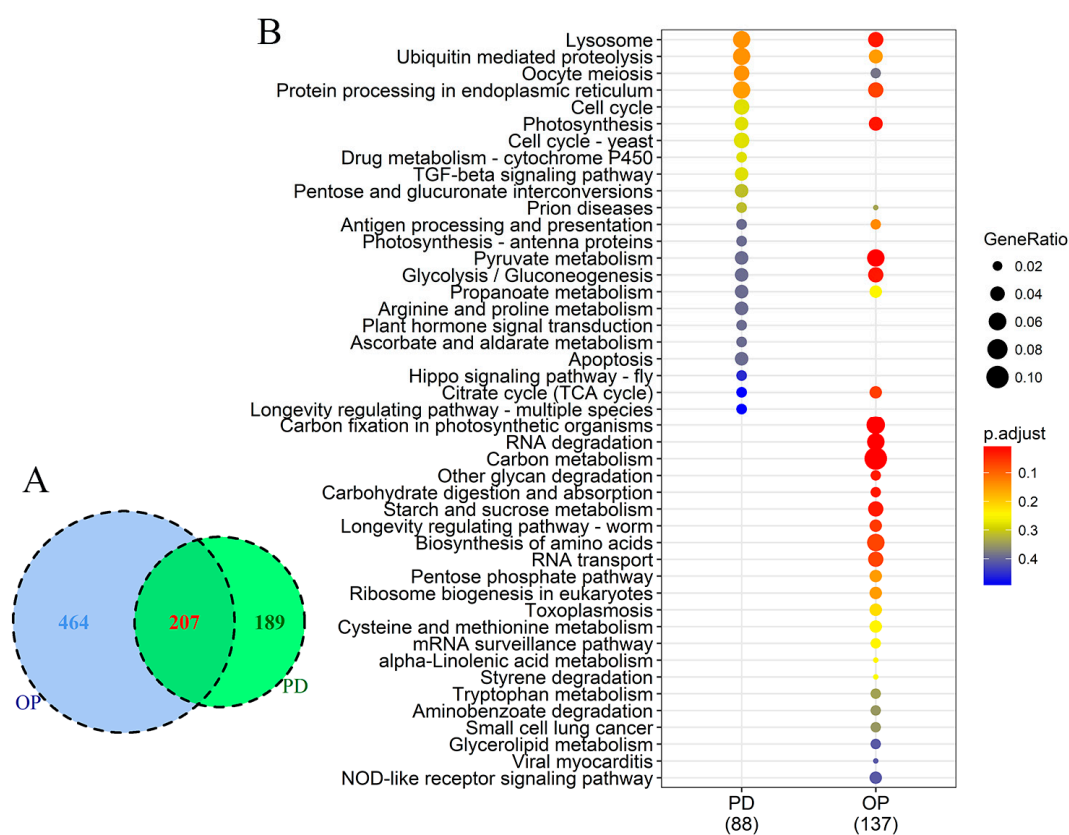 B
Lysosome
Ubiquitin mediated proteolysis
Oocyte meiosis
Protein processing in endoplasmic reticulum
Cell cycle
Photosynthesis
Cell cycle - yeast
Drug metabolism - cytochrome P450
TGF-beta signaling pathway
Pentose and glucuronate interconversions
Prion diseases
Antigen processing and presentation
Photosynthesis - antenna proteins
Pyruvate metabolism
Glycolysis / Gluconeogenesis
Propanoate metabolism
Arginine and proline metabolism
Plant hormone signal transduction
Ascorbate and aldarate metabolism
Apoptosis
Hippo signaling pathway - fly
Citrate cycle (TCA cycle)
Longevity regulating pathway - multiple species
Carbon fixation in photosynthetic organisms
RNA degradation
Carbon metabolism
Other glycan degradation
Carbohydrate digestion and absorption
Starch and sucrose metabolism
Longevity regulating pathway - worm
Biosynthesis of amino acids
RNA transport
Pentose phosphate pathway
Ribosome biogenesis in eukaryotes
Toxoplasmosis
Cysteine and methionine metabolism
mRNA surveillance pathway
alpha-Linolenic acid metabolism
Styrene degradation
Tryptophan metabolism
Aminobenzoate degradation
Small cell lung cancer
Glycerolipid metabolism
Viral myocarditis
NOD-like receptor signaling pathway
PD
(88)
OP
(137)
GeneRatio
0.02
0.04
0.06
0.08
0.10
p.adjust
0.1
0.2
0.3
0.4
A
464
207
189
OP
PD